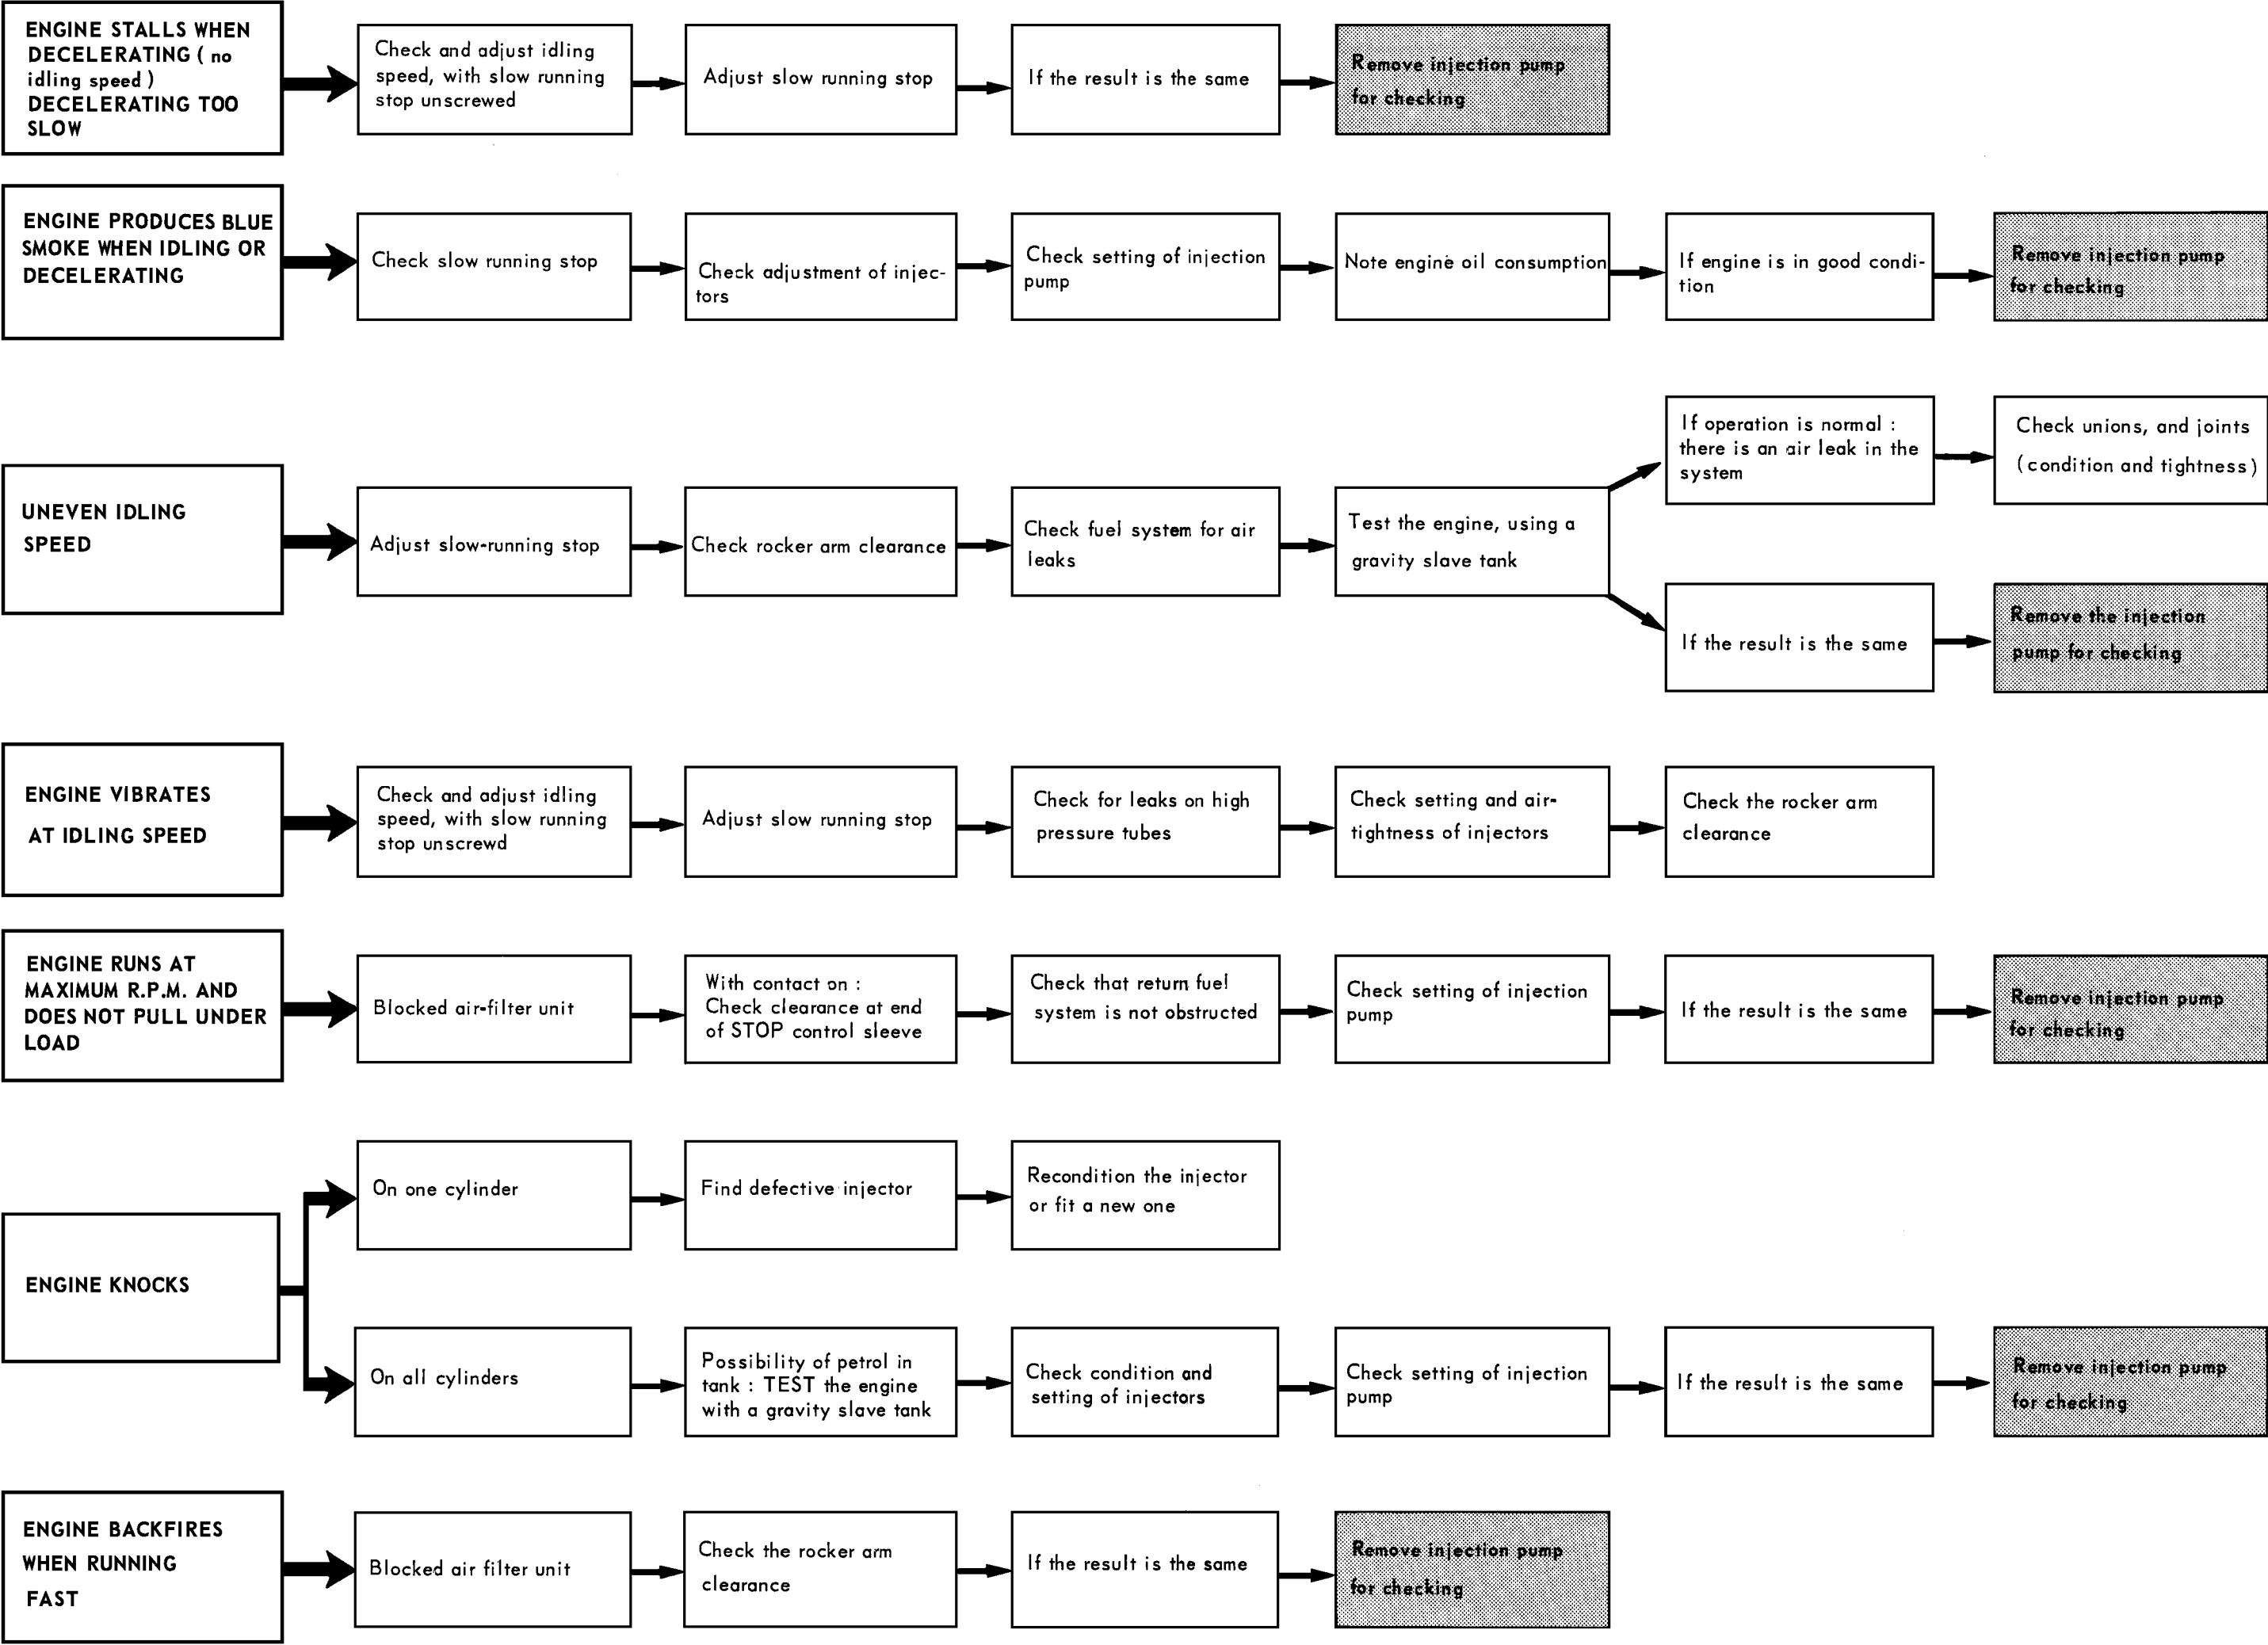 ENGINE STALLS WHEN
DECELERATING ( no
idling speed )
DECELERATING TOO
SLOW
Check and adjust idling
speed, with slow running
stop unscrewed
Adjust slow running stop
If the result is the same
Remove injection pump
for checking
ENGINE PRODUCES BLUE
SMOKE WHEN IDLING OR
DECELERATING
Check slow running stop
Check adjustment of injec-
tors
Check setting of injection
pump
Note engine oil consumption
If engine is in good condi-
tion
Remove injection pump
for checking
UNEVEN IDLING
SPEED
Adjust slow-running stop
Check rocker arm clearance
Check fuel system for air
leaks
Test the engine, using a
gravity slave tank
If operation is normal :
there is an air leak in the
system
Check unions, and joints
( condition and tightness )
If the result is the same
Remove the injection
pump for checking
ENGINE VIBRATES
AT IDLING SPEED
Check and adjust idling
speed, with slow running
stop unscrewd
Adjust slow running stop
Check for leaks on high
pressure tubes
Check setting and air-
tightness of injectors
Check the rocker arm
clearance
ENGINE RUNS AT
MAXIMUM R.P.M. AND
DOES NOT PULL UNDER
LOAD
Blocked air-filter unit
With contact on :
Check clearance at end
of STOP control sleeve
Check that return fuel
system is not obstructed
Check setting of injection
pump
If the result is the same
Remove injection pump
for checking
ENGINE KNOCKS
On one cylinder
Find defective injector
Recondition the injector
or fit a new one
On all cylinders
Possibility of petrol in
tank : TEST the engine
with a gravity slave tank
Check condition and
setting of injectors
Check setting of injection
pump
If the result is the same
Remove injection pump
for checking
ENGINE BACKFIRES
WHEN RUNNING
FAST
Blocked air filter unit
Check the rocker arm
clearance
If the result is the same
Remove injection pump
for checking